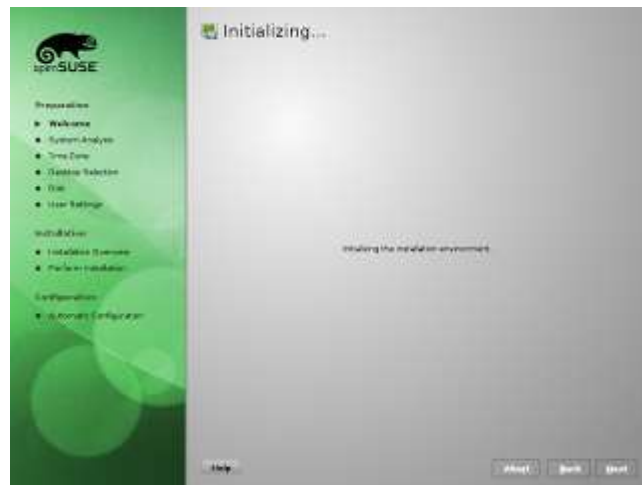 openSUSE
Preparation
Welcome
System Analysis
Time Zone
Desktop Selection
Disk
User Settings
Installation
Installation Overview
Perform Installation
Configuration
Automatic Configuration
Initializing...
Initializing the installation environment
Help
Abort
Back
Next